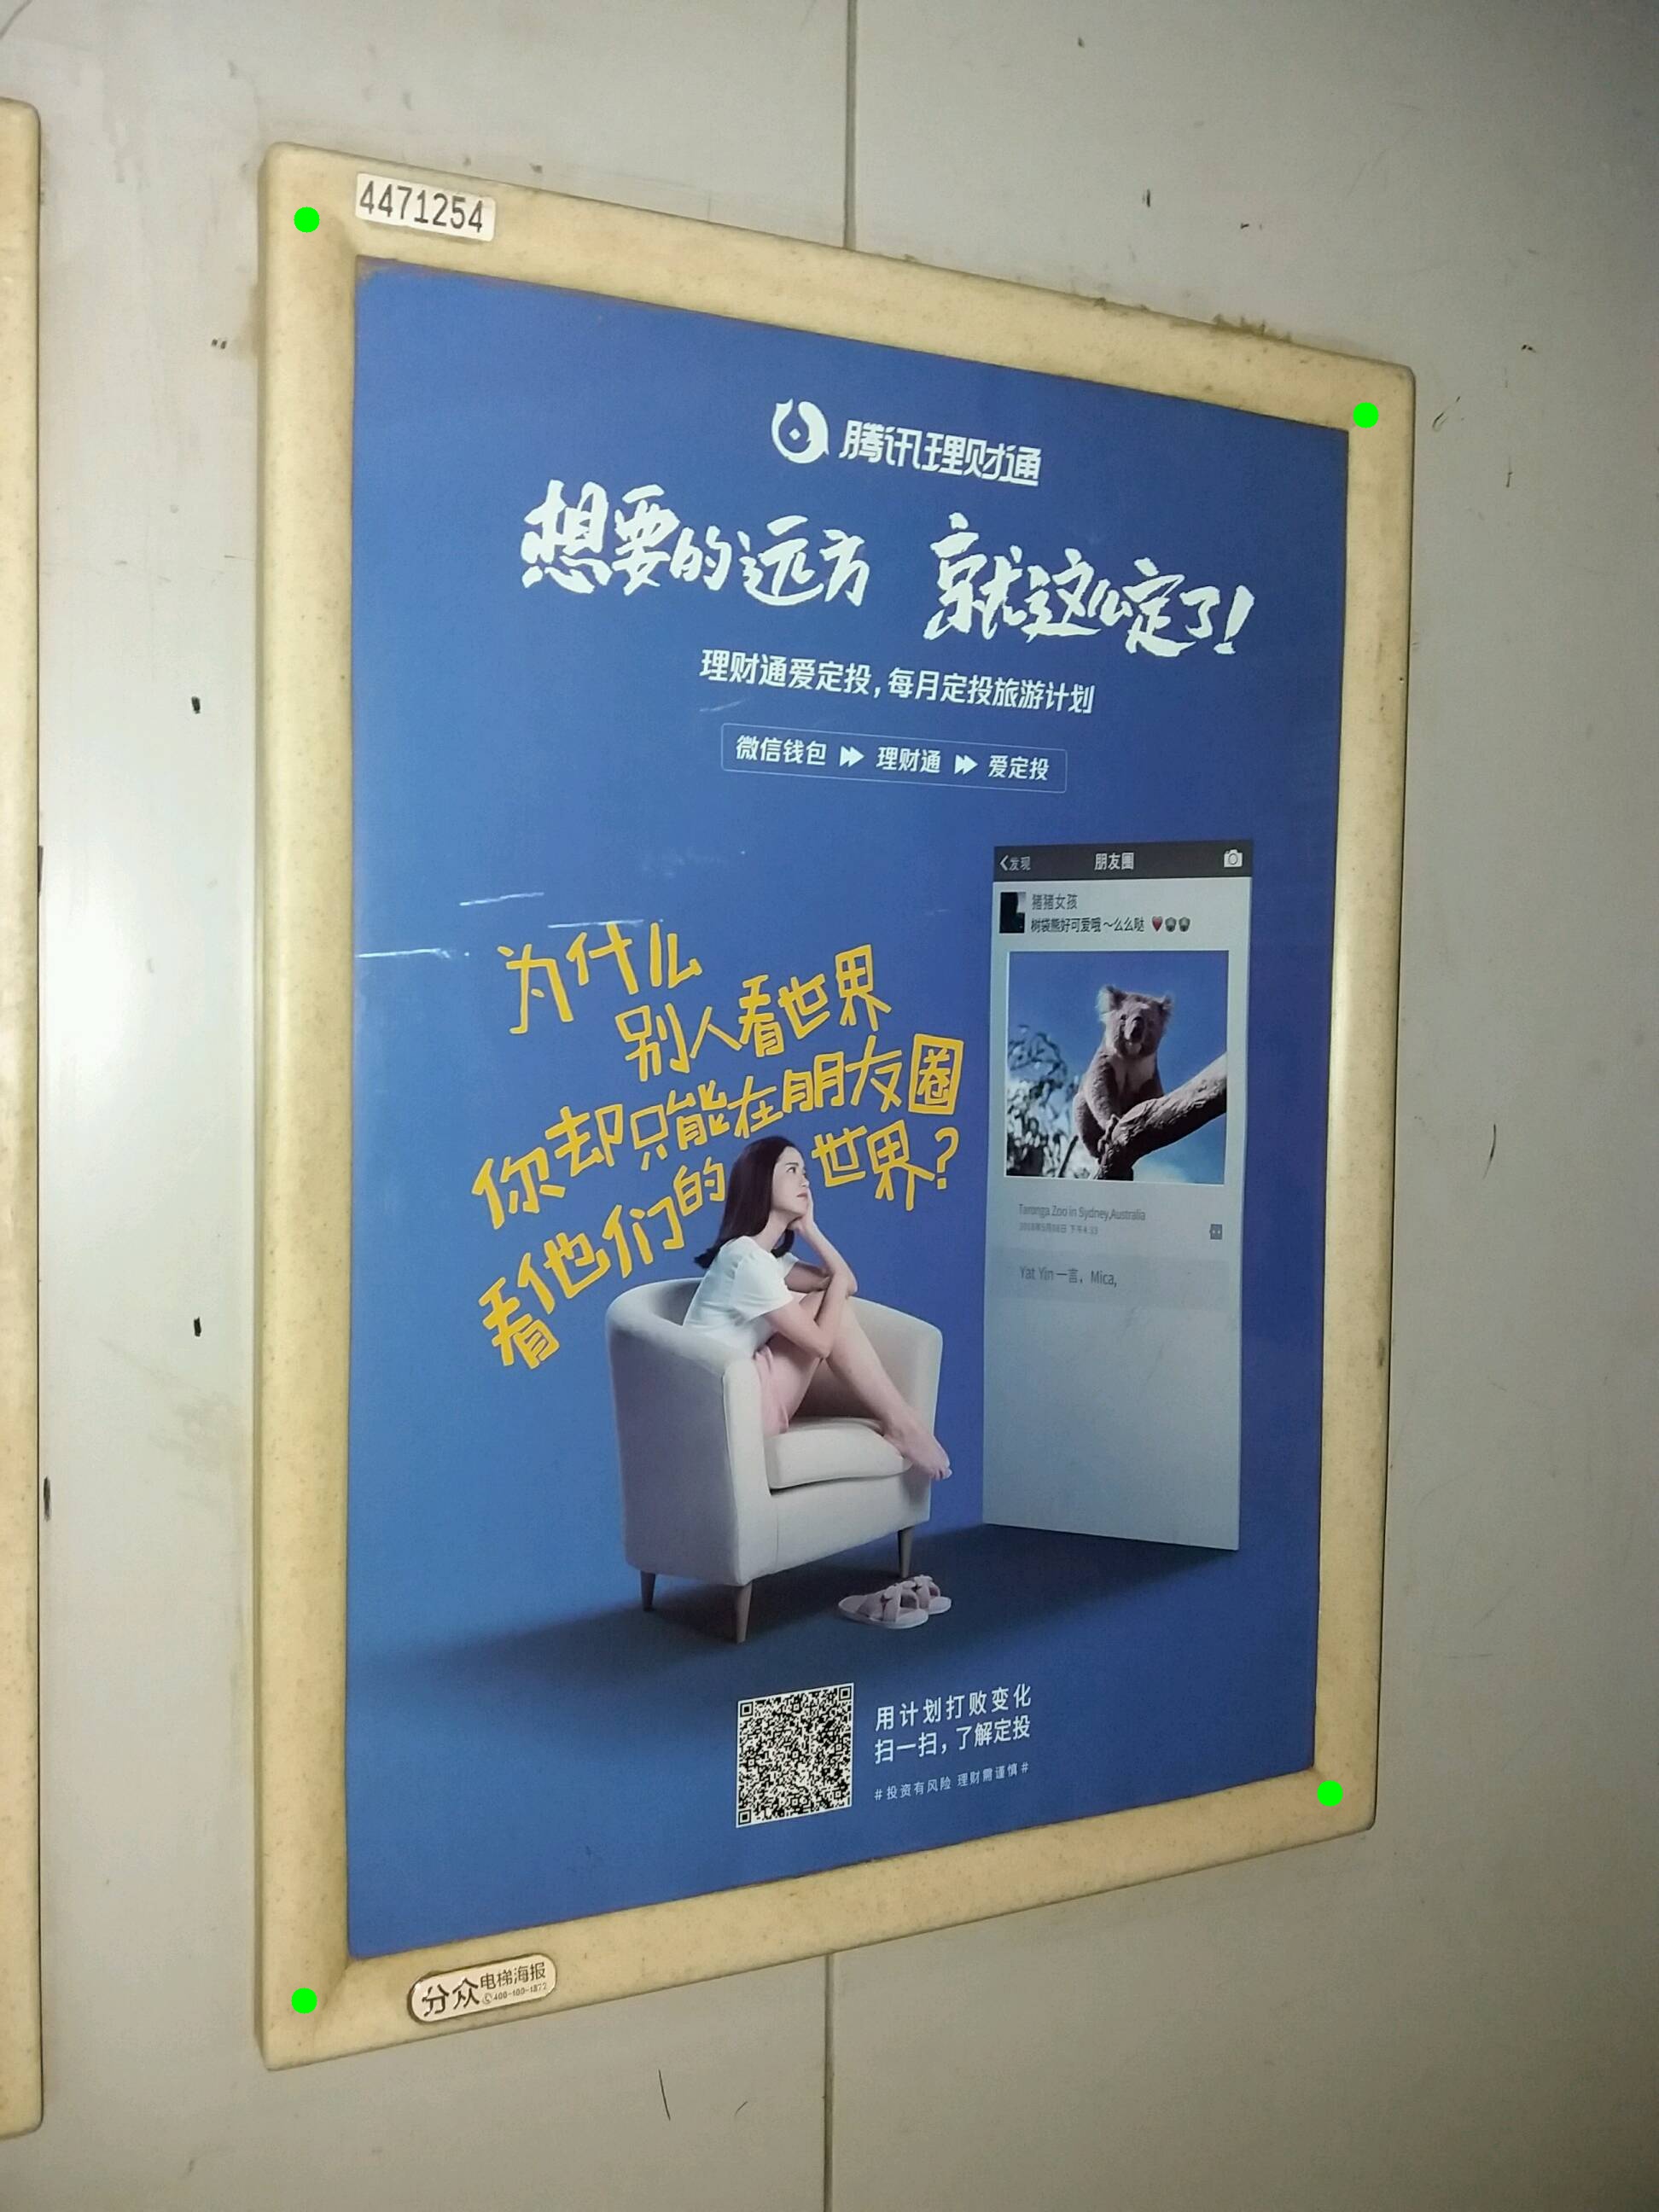 4471254
腾讯理财通
想要的远方 就这么定了!
理财通爱定投,每月定投旅游计划
微信钱包 理财通 爱定投
发现 朋友圈
猪猪女孩
树袋熊好可爱哦~么么哒
为什么
别人看世界
你却只能在朋友圈
看他们的世界?
Taronga Zoo in Sydney,Australia
Yat Yin 一言, Mica,
用计划打败变化
扫一扫,了解定投
#投资有风险 理财需谨慎#
分众 电梯海报